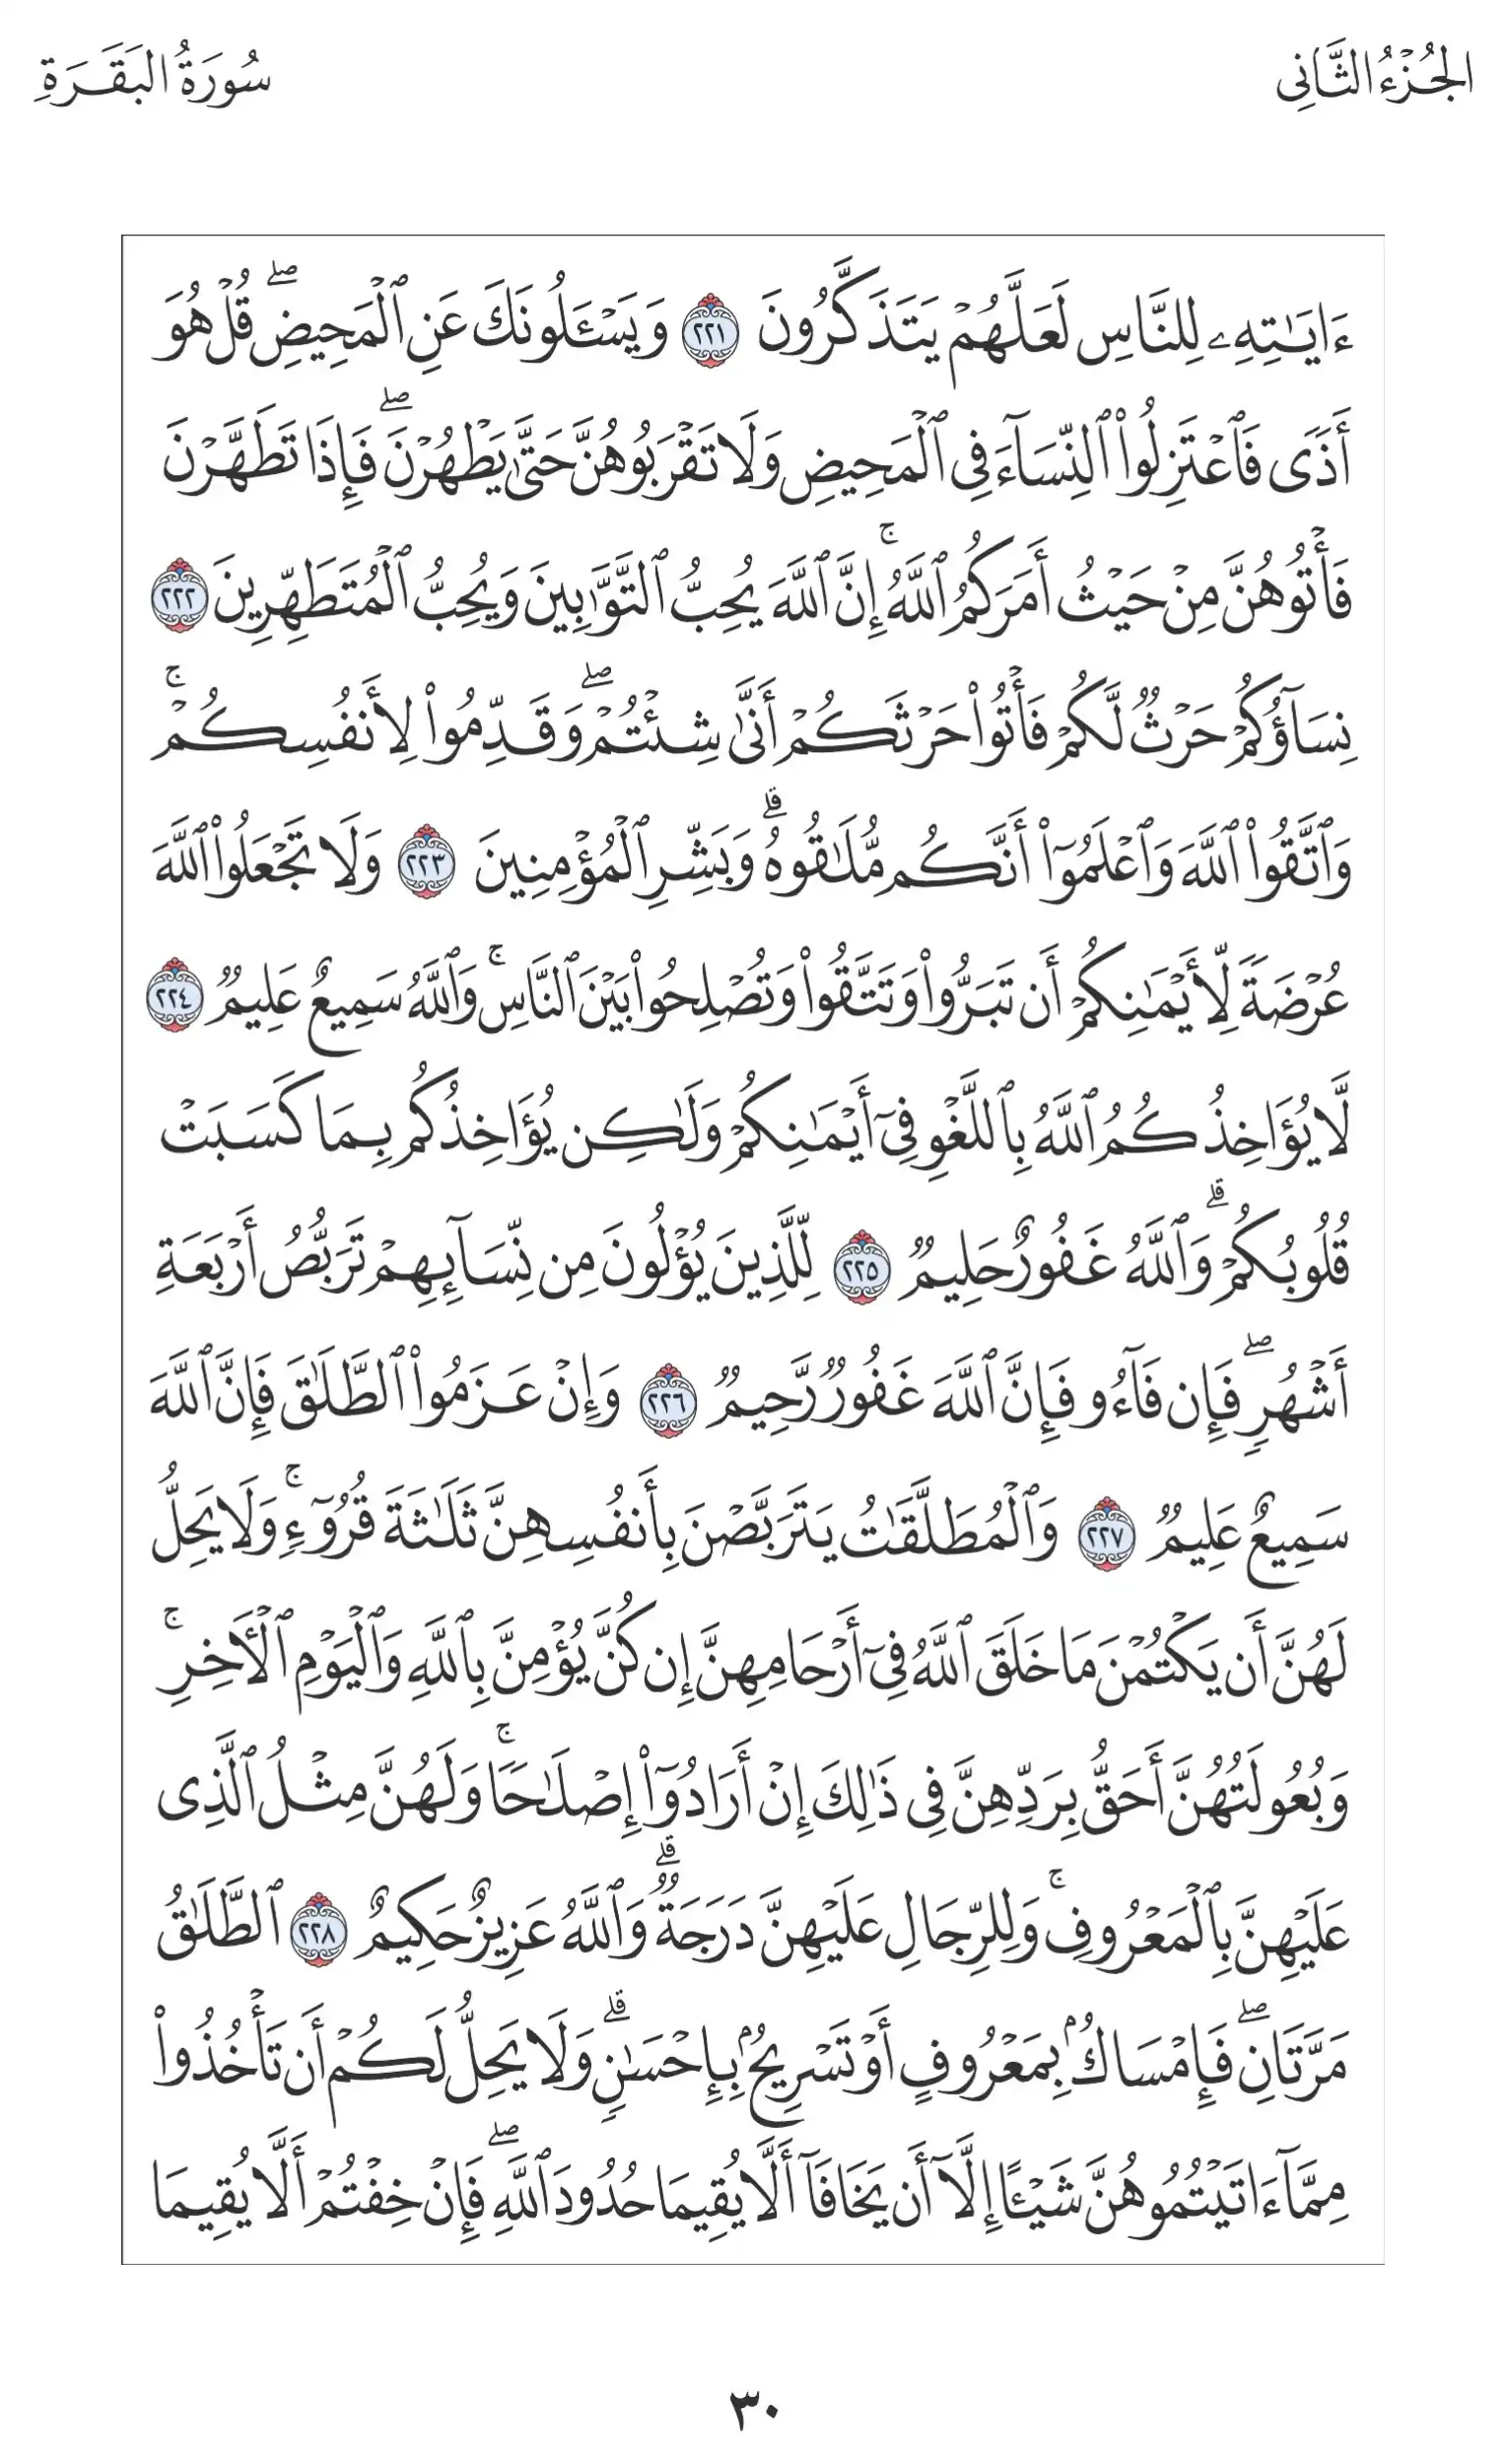 الجُزْءُ الثَّانِي
سُورَةُ البَقَرَةِ
ءَايَٰتِهِۦ لِلنَّاسِ لَعَلَّهُمْ يَتَذَكَّرُونَ ٢٢١ وَيَسْـَٔلُونَكَ عَنِ ٱلْمَحِيضِۖ قُلْ هُوَ
أَذًى فَٱعْتَزِلُوا۟ ٱلنِّسَآءَ فِى ٱلْمَحِيضِ وَلَا تَقْرَبُوهُنَّ حَتَّىٰ يَطْهُرْنَۖ فَإِذَا تَطَهَّرْنَ
فَأْتُوهُنَّ مِنْ حَيْثُ أَمَرَكُمُ ٱللَّهُۚ إِنَّ ٱللَّهَ يُحِبُّ ٱلتَّوَّٰبِينَ وَيُحِبُّ ٱلْمُتَطَهِّرِينَ ٢٢٢
نِسَآؤُكُمْ حَرْثٌ لَّكُمْ فَأْتُوا۟ حَرْثَكُمْ أَنَّىٰ شِئْتُمْۖ وَقَدِّمُوا۟ لِأَنفُسِكُمْۚ
وَٱتَّقُوا۟ ٱللَّهَ وَٱعْلَمُوٓا۟ أَنَّكُم مُّلَٰقُوهُۗ وَبَشِّرِ ٱلْمُؤْمِنِينَ ٢٢٣ وَلَا تَجْعَلُوا۟ ٱللَّهَ
عُرْضَةً لِّأَيْمَٰنِكُمْ أَن تَبَرُّوا۟ وَتَتَّقُوا۟ وَتُصْلِحُوا۟ بَيْنَ ٱلنَّاسِۚ وَٱللَّهُ سَمِيعٌ عَلِيمٌ ٢٢٤
لَّا يُؤَاخِذُكُمُ ٱللَّهُ بِٱللَّغْوِ فِىٓ أَيْمَٰنِكُمْ وَلَٰكِن يُؤَاخِذُكُم بِمَا كَسَبَتْ
قُلُوبُكُمْۗ وَٱللَّهُ غَفُورٌ حَلِيمٌ ٢٢٥ لِّلَّذِينَ يُؤْلُونَ مِن نِّسَآئِهِمْ تَرَبُّصُ أَرْبَعَةِ
أَشْهُرٍۖ فَإِن فَآءُو فَإِنَّ ٱللَّهَ غَفُورٌ رَّحِيمٌ ٢٢٦ وَإِنْ عَزَمُوا۟ ٱلطَّلَٰقَ فَإِنَّ ٱللَّهَ
سَمِيعٌ عَلِيمٌ ٢٢٧ وَٱلْمُطَلَّقَٰتُ يَتَرَبَّصْنَ بِأَنفُسِهِنَّ ثَلَٰثَةَ قُرُوٓءٍۚ وَلَا يَحِلُّ
لَهُنَّ أَن يَكْتُمْنَ مَا خَلَقَ ٱللَّهُ فِىٓ أَرْحَامِهِنَّ إِن كُنَّ يُؤْمِنَّ بِٱللَّهِ وَٱلْيَوْمِ ٱلْـَٔاخِرِۚ
وَبُعُولَتُهُنَّ أَحَقُّ بِرَدِّهِنَّ فِى ذَٰلِكَ إِنْ أَرَادُوٓا۟ إِصْلَٰحًاۚ وَلَهُنَّ مِثْلُ ٱلَّذِى
عَلَيْهِنَّ بِٱلْمَعْرُوفِۚ وَلِلرِّجَالِ عَلَيْهِنَّ دَرَجَةٌۗ وَٱللَّهُ عَزِيزٌ حَكِيمٌ ٢٢٨ ٱلطَّلَٰقُ
مَرَّتَانِۖ فَإِمْسَاكٌۢ بِمَعْرُوفٍ أَوْ تَسْرِيحٌۢ بِإِحْسَٰنٍۗ وَلَا يَحِلُّ لَكُمْ أَن تَأْخُذُوا۟
مِمَّآ ءَاتَيْتُمُوهُنَّ شَيْـًٔا إِلَّآ أَن يَخَافَآ أَلَّا يُقِيمَا حُدُودَ ٱللَّهِۖ فَإِنْ خِفْتُمْ أَلَّا يُقِيمَا
٣٠